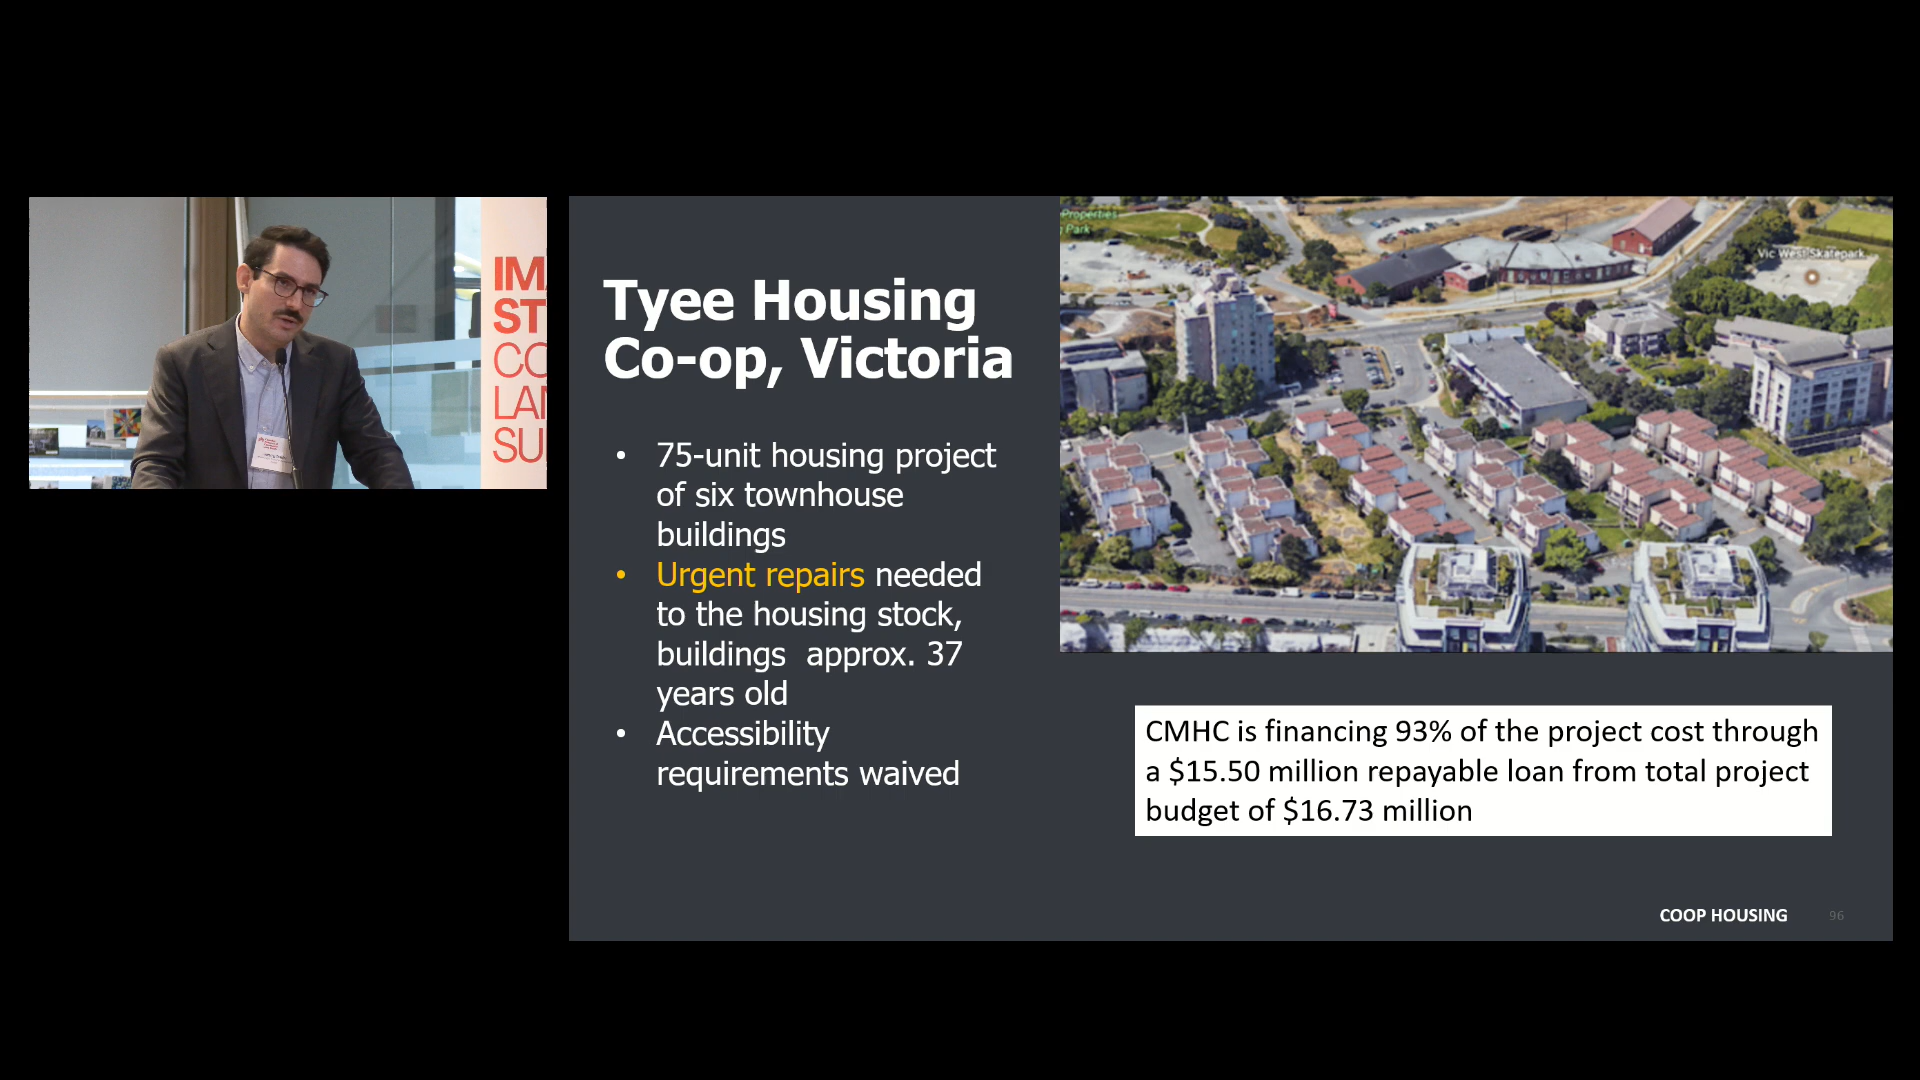 IM
ST
CO
LAN
SU
Tyee Housing
Co-op, Victoria
• 75-unit housing project
of six townhouse
buildings
• Urgent repairs needed
to the housing stock,
buildings  approx. 37
years old
• Accessibility
requirements waived
Properties
Park
Vic West Skatepark
CMHC is financing 93% of the project cost through
a $15.50 million repayable loan from total project
budget of $16.73 million
COOP HOUSING
96